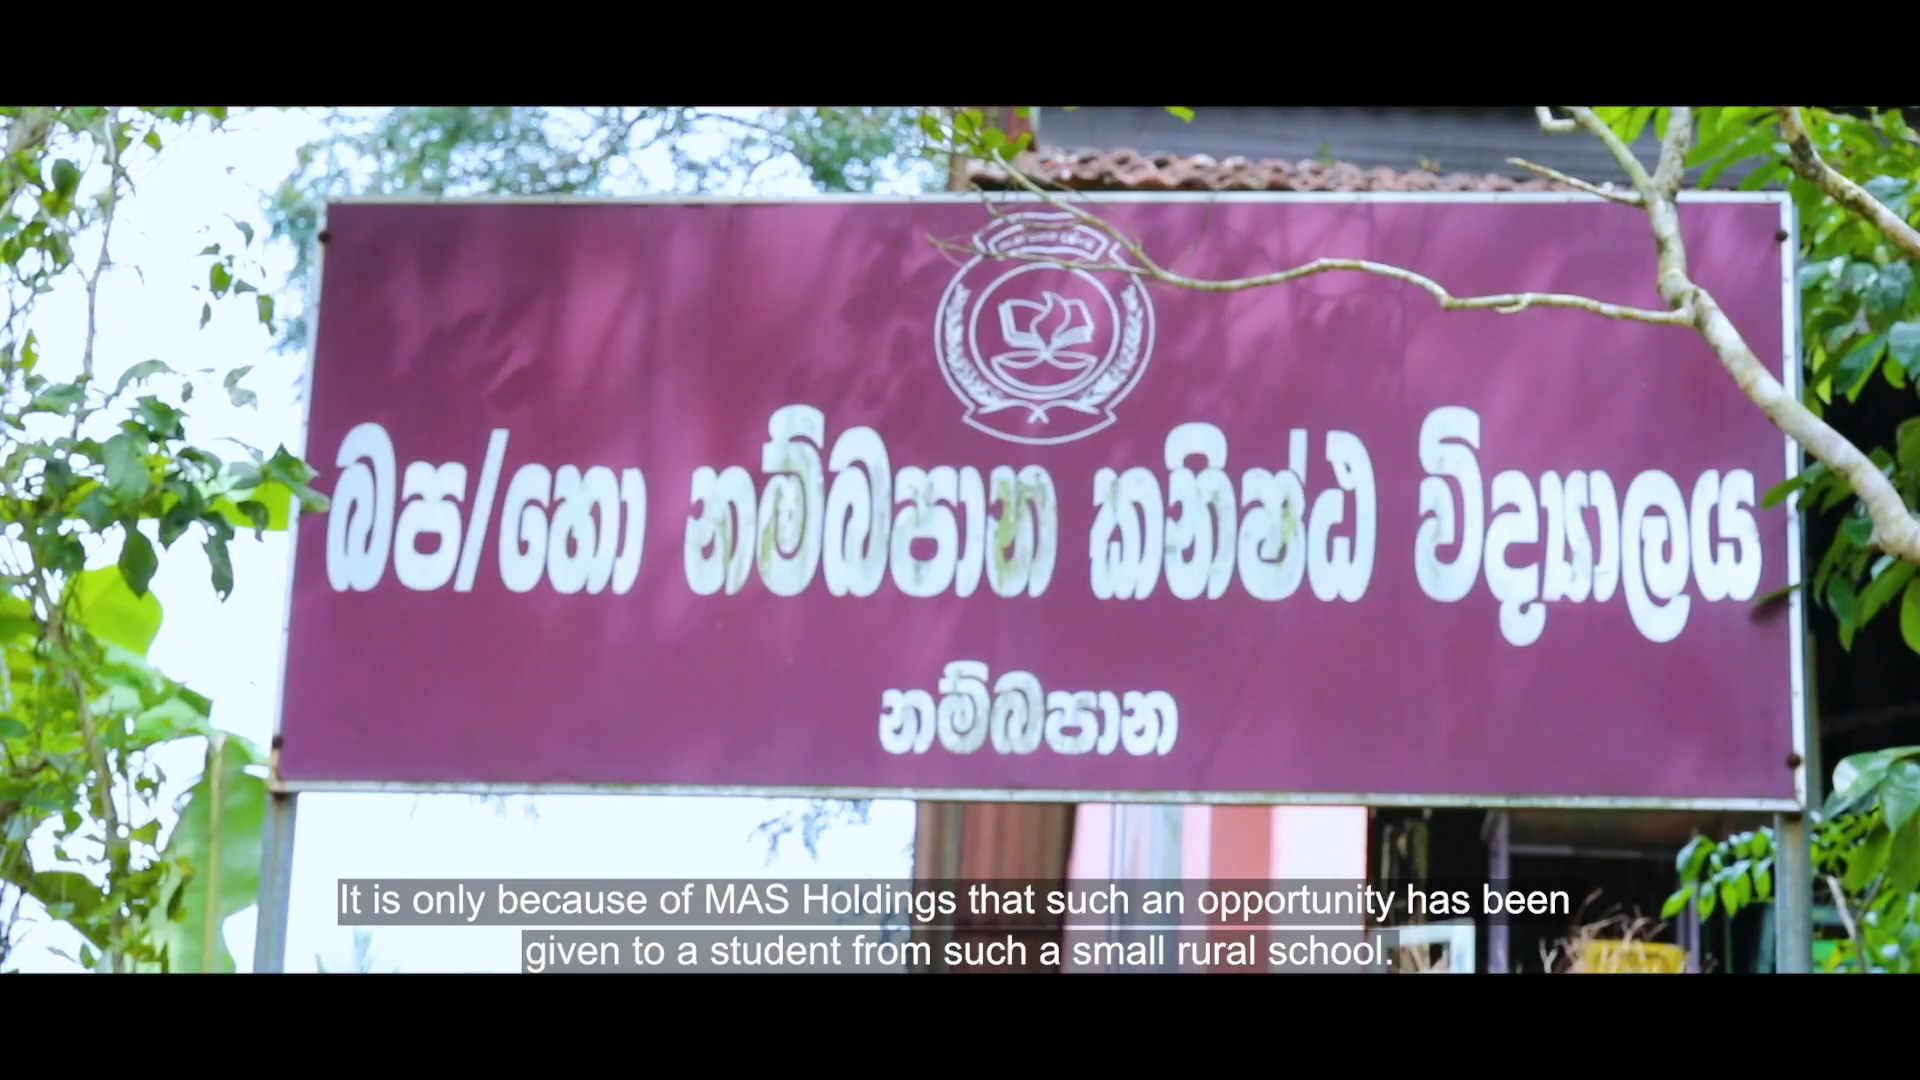 බප/හො නම්බපාන කනිෂ්ඨ විද්‍යාලය
නම්බපාන
It is only because of MAS Holdings that such an opportunity has been
given to a student from such a small rural school.